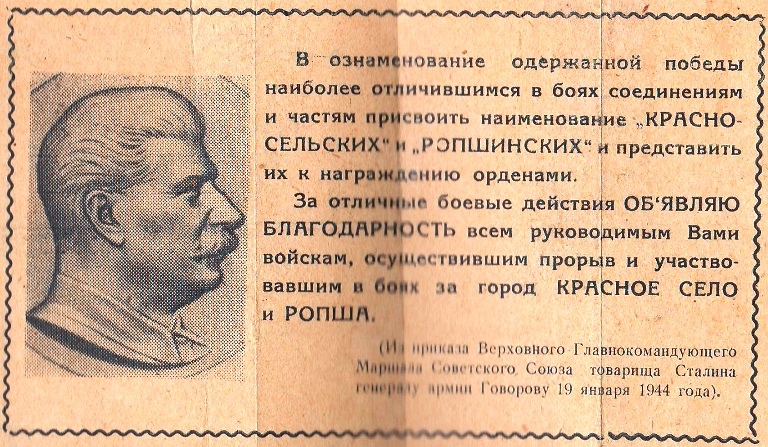 В ознаменование одержанной победы
наиболее отличившимся в боях соединениям
и частям присвоить наименование „КРАСНО-
СЕЛЬСКИХ“ и „РОПШИНСКИХ“ и представить
их к награждению орденами.
За отличные боевые действия ОБ‘ЯВЛЯЮ
БЛАГОДАРНОСТЬ всем руководимым Вами
войскам, осуществившим прорыв и участво-
вавшим в боях за город КРАСНОЕ СЕЛО
и РОПША.
(Из приказа Верховного Главнокомандующего
Маршала Советского Союза товарища Сталина
генералу армии Говорову 19 января 1944 года).